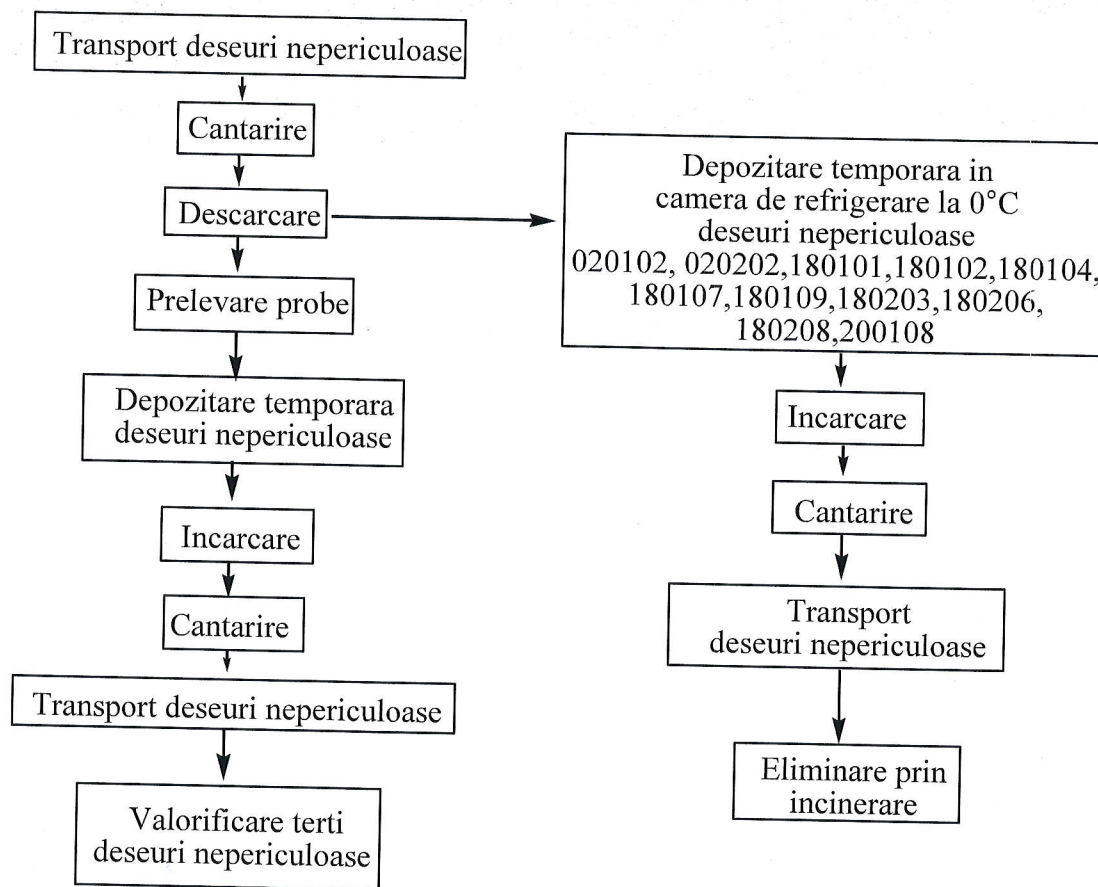 Transport deseuri nepericuloase
Cantarire
Descarcare
Prelevare probe
Depozitare temporara
deseuri nepericuloase
Incarcare
Cantarire
Transport deseuri nepericuloase
Valorificare terti
deseuri nepericuloase
Depozitare temporara in
camera de refrigerare la 0°C
deseuri nepericuloase
020102, 020202,180101,180102,180104,
180107,180109,180203,180206,
180208,200108
Incarcare
Cantarire
Transport
deseuri nepericuloase
Eliminare prin
incinerare